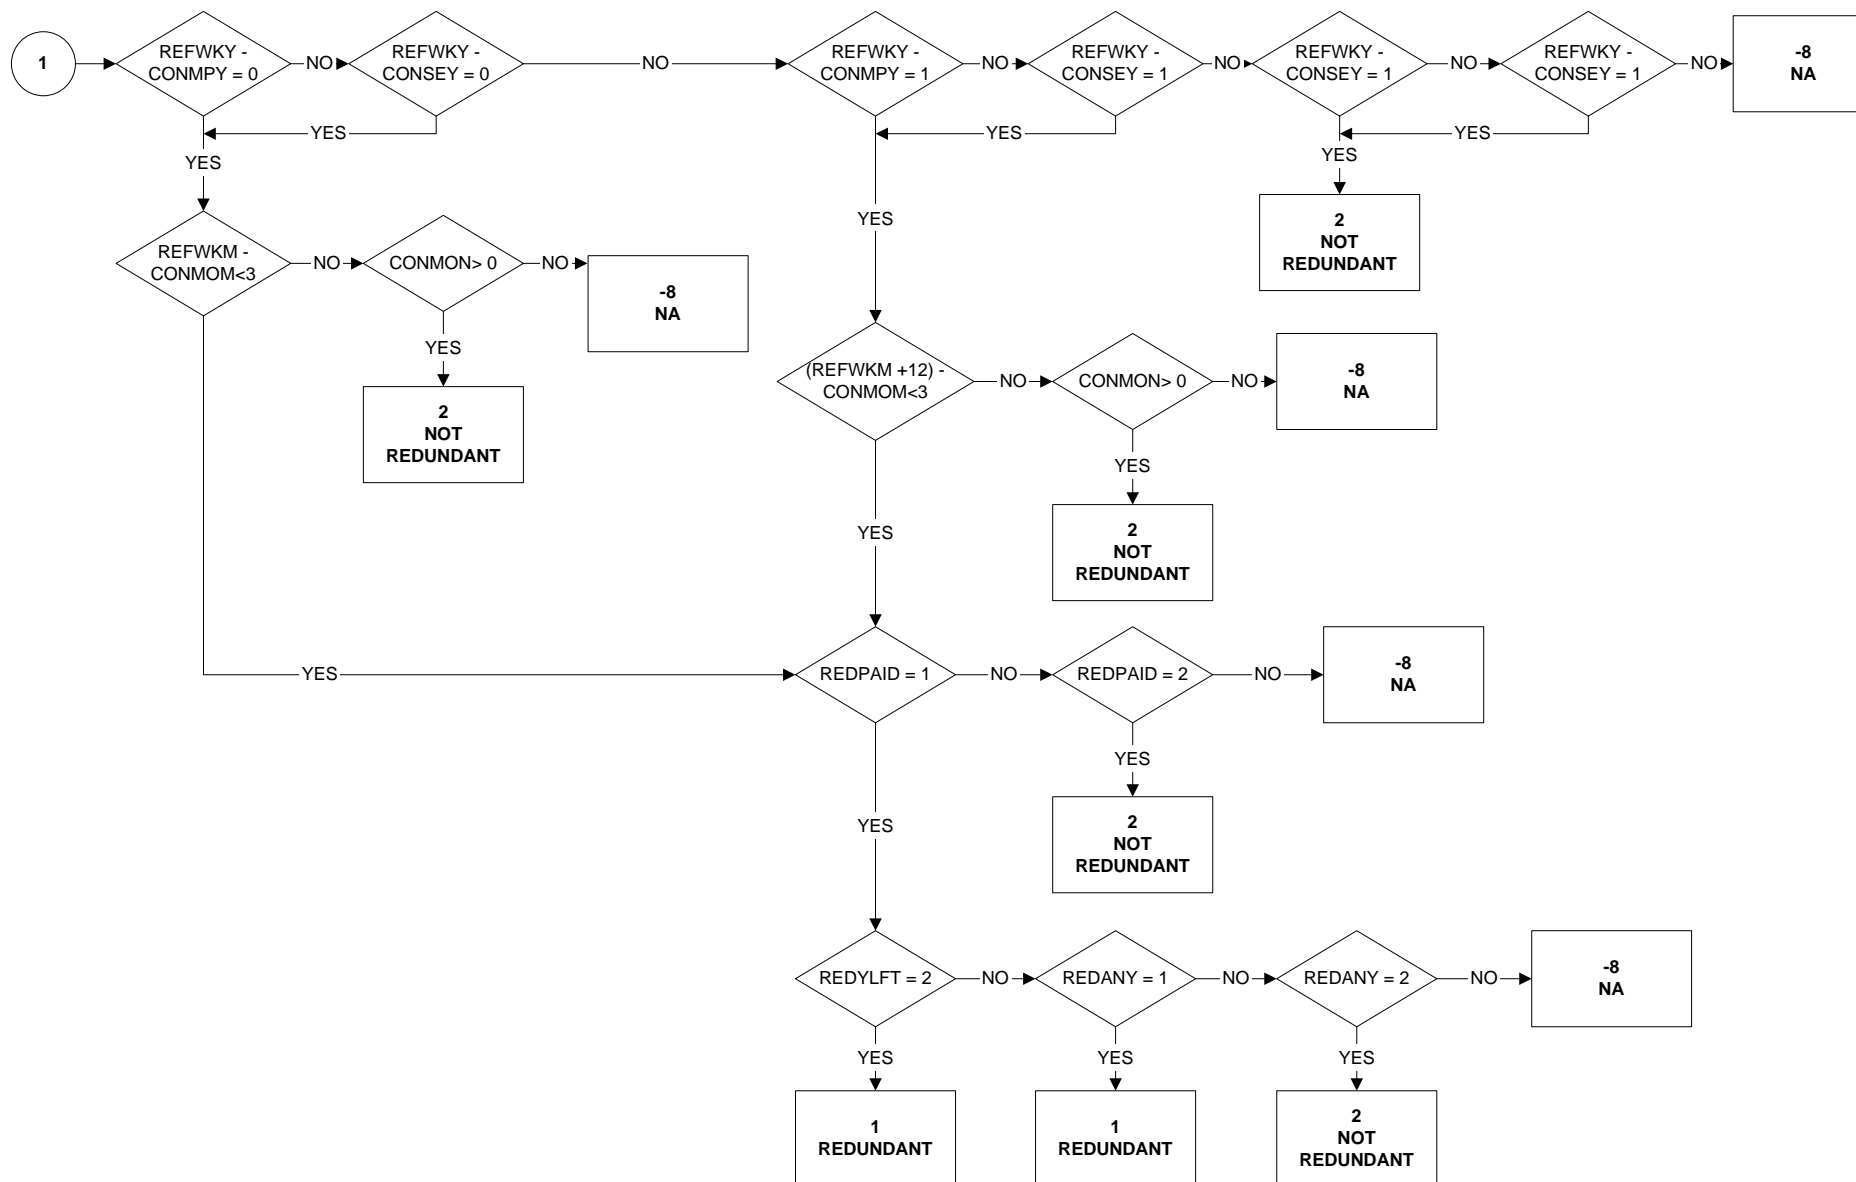 1
REFWKY -
CONMPY = 0
NO
REFWKY -
CONSEY = 0
NO
REFWKY -
CONMPY = 1
NO
REFWKY -
CONSEY = 1
NO
REFWKY -
CONSEY = 1
NO
REFWKY -
CONSEY = 1
NO
-8
NA
YES
YES
YES
YES
YES
YES
2
NOT
REDUNDANT
REFWKM -
CONMOM<3
NO
CONMON> 0
NO
-8
NA
YES
2
NOT
REDUNDANT
(REFWKM +12) -
CONMOM<3
NO
CONMON> 0
NO
-8
NA
YES
YES
2
NOT
REDUNDANT
YES
REDPAID = 1
NO
REDPAID = 2
NO
-8
NA
YES
YES
2
NOT
REDUNDANT
REDYLFT = 2
NO
REDANY = 1
NO
REDANY = 2
NO
-8
NA
YES
YES
YES
1
REDUNDANT
1
REDUNDANT
2
NOT
REDUNDANT